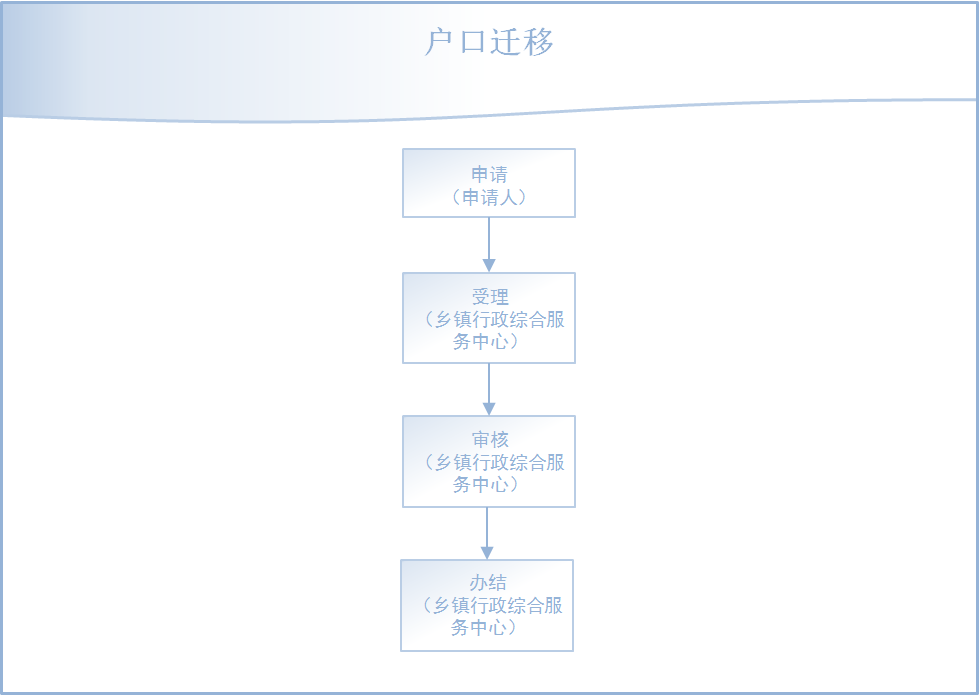 户口迁移
申请
（申请人）
受理
（乡镇行政综合服
务中心）
审核
（乡镇行政综合服
务中心）
办结
（乡镇行政综合服
务中心）